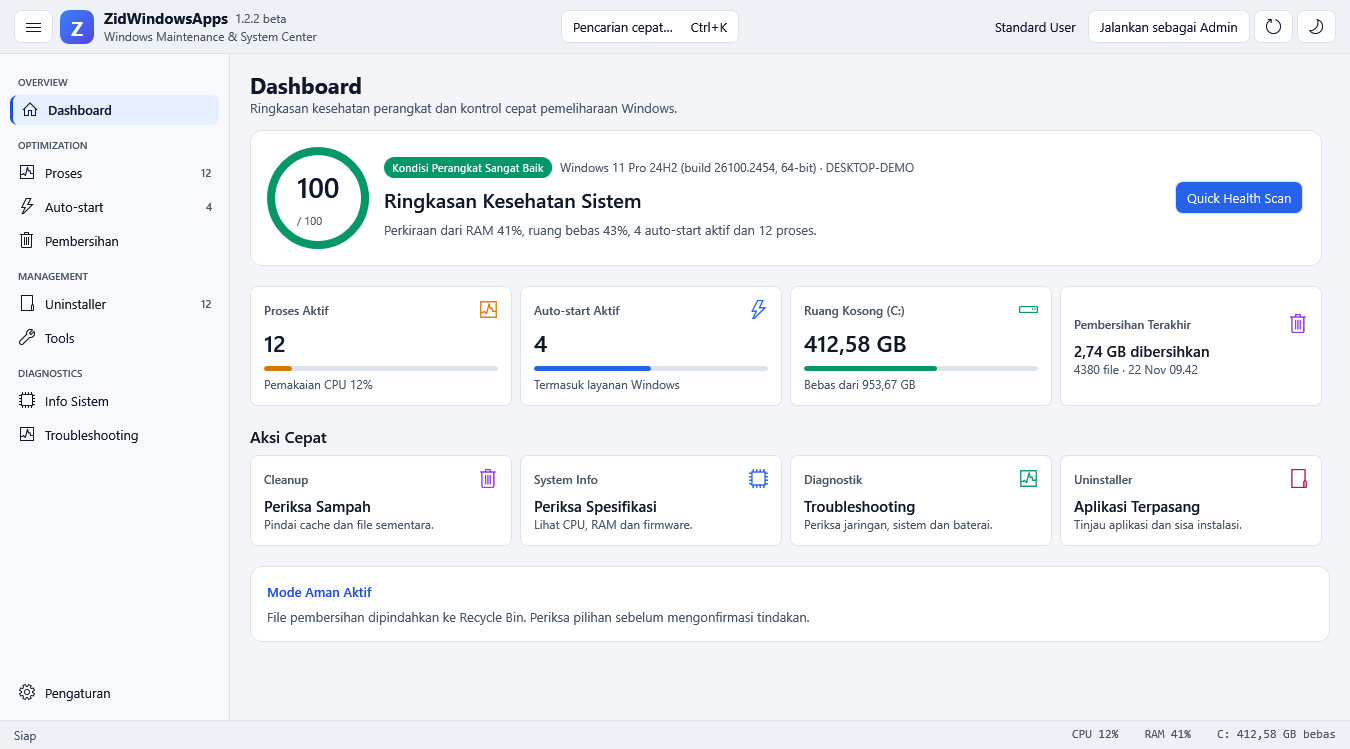 Z
ZidWindowsApps 1.2.2 beta
Windows Maintenance & System Center
Pencarian cepat... Ctrl+K
Standard User
Jalankan sebagai Admin
OVERVIEW
Dashboard
OPTIMIZATION
Proses 12
Auto-start 4
Pembersihan
MANAGEMENT
Uninstaller 12
Tools
DIAGNOSTICS
Info Sistem
Troubleshooting
Pengaturan
Dashboard
Ringkasan kesehatan perangkat dan kontrol cepat pemeliharaan Windows.
100
/ 100
Kondisi Perangkat Sangat Baik Windows 11 Pro 24H2 (build 26100.2454, 64-bit) · DESKTOP-DEMO
Ringkasan Kesehatan Sistem
Perkiraan dari RAM 41%, ruang bebas 43%, 4 auto-start aktif dan 12 proses.
Quick Health Scan
Proses Aktif
12
Pemakaian CPU 12%
Auto-start Aktif
4
Termasuk layanan Windows
Ruang Kosong (C:)
412,58 GB
Bebas dari 953,67 GB
Pembersihan Terakhir
2,74 GB dibersihkan
4380 file · 22 Nov 09.42
Aksi Cepat
Cleanup
Periksa Sampah
Pindai cache dan file sementara.
System Info
Periksa Spesifikasi
Lihat CPU, RAM dan firmware.
Diagnostik
Troubleshooting
Periksa jaringan, sistem dan baterai.
Uninstaller
Aplikasi Terpasang
Tinjau aplikasi dan sisa instalasi.
Mode Aman Aktif
File pembersihan dipindahkan ke Recycle Bin. Periksa pilihan sebelum mengonfirmasi tindakan.
Siap
CPU 12% RAM 41% C: 412,58 GB bebas